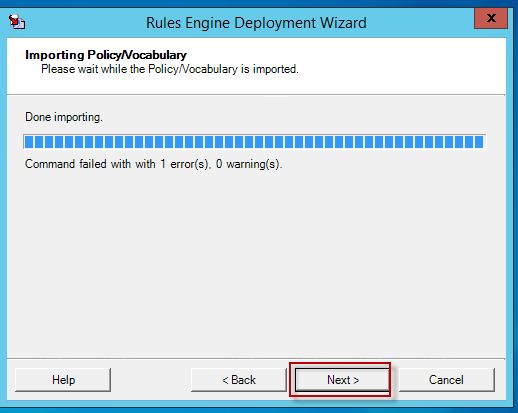 Rules Engine Deployment Wizard
x
Importing Policy/Vocabulary
Please wait while the Policy/Vocabulary is imported.
Done importing.
Command failed with with 1 error(s), 0 warning(s).
Help
< Back
Next >
Cancel